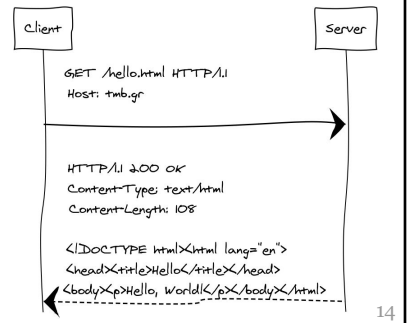 Client
Server
GET /hello.html HTTP/1.1
Host: tmb.gr
HTTP/1.1 200 OK
Content-Type: text/html
Content-Length: 108
<!DOCTYPE html><html lang="en">
<head><title>Hello</title></head>
<body><p>Hello, World!</p></body></html>
14